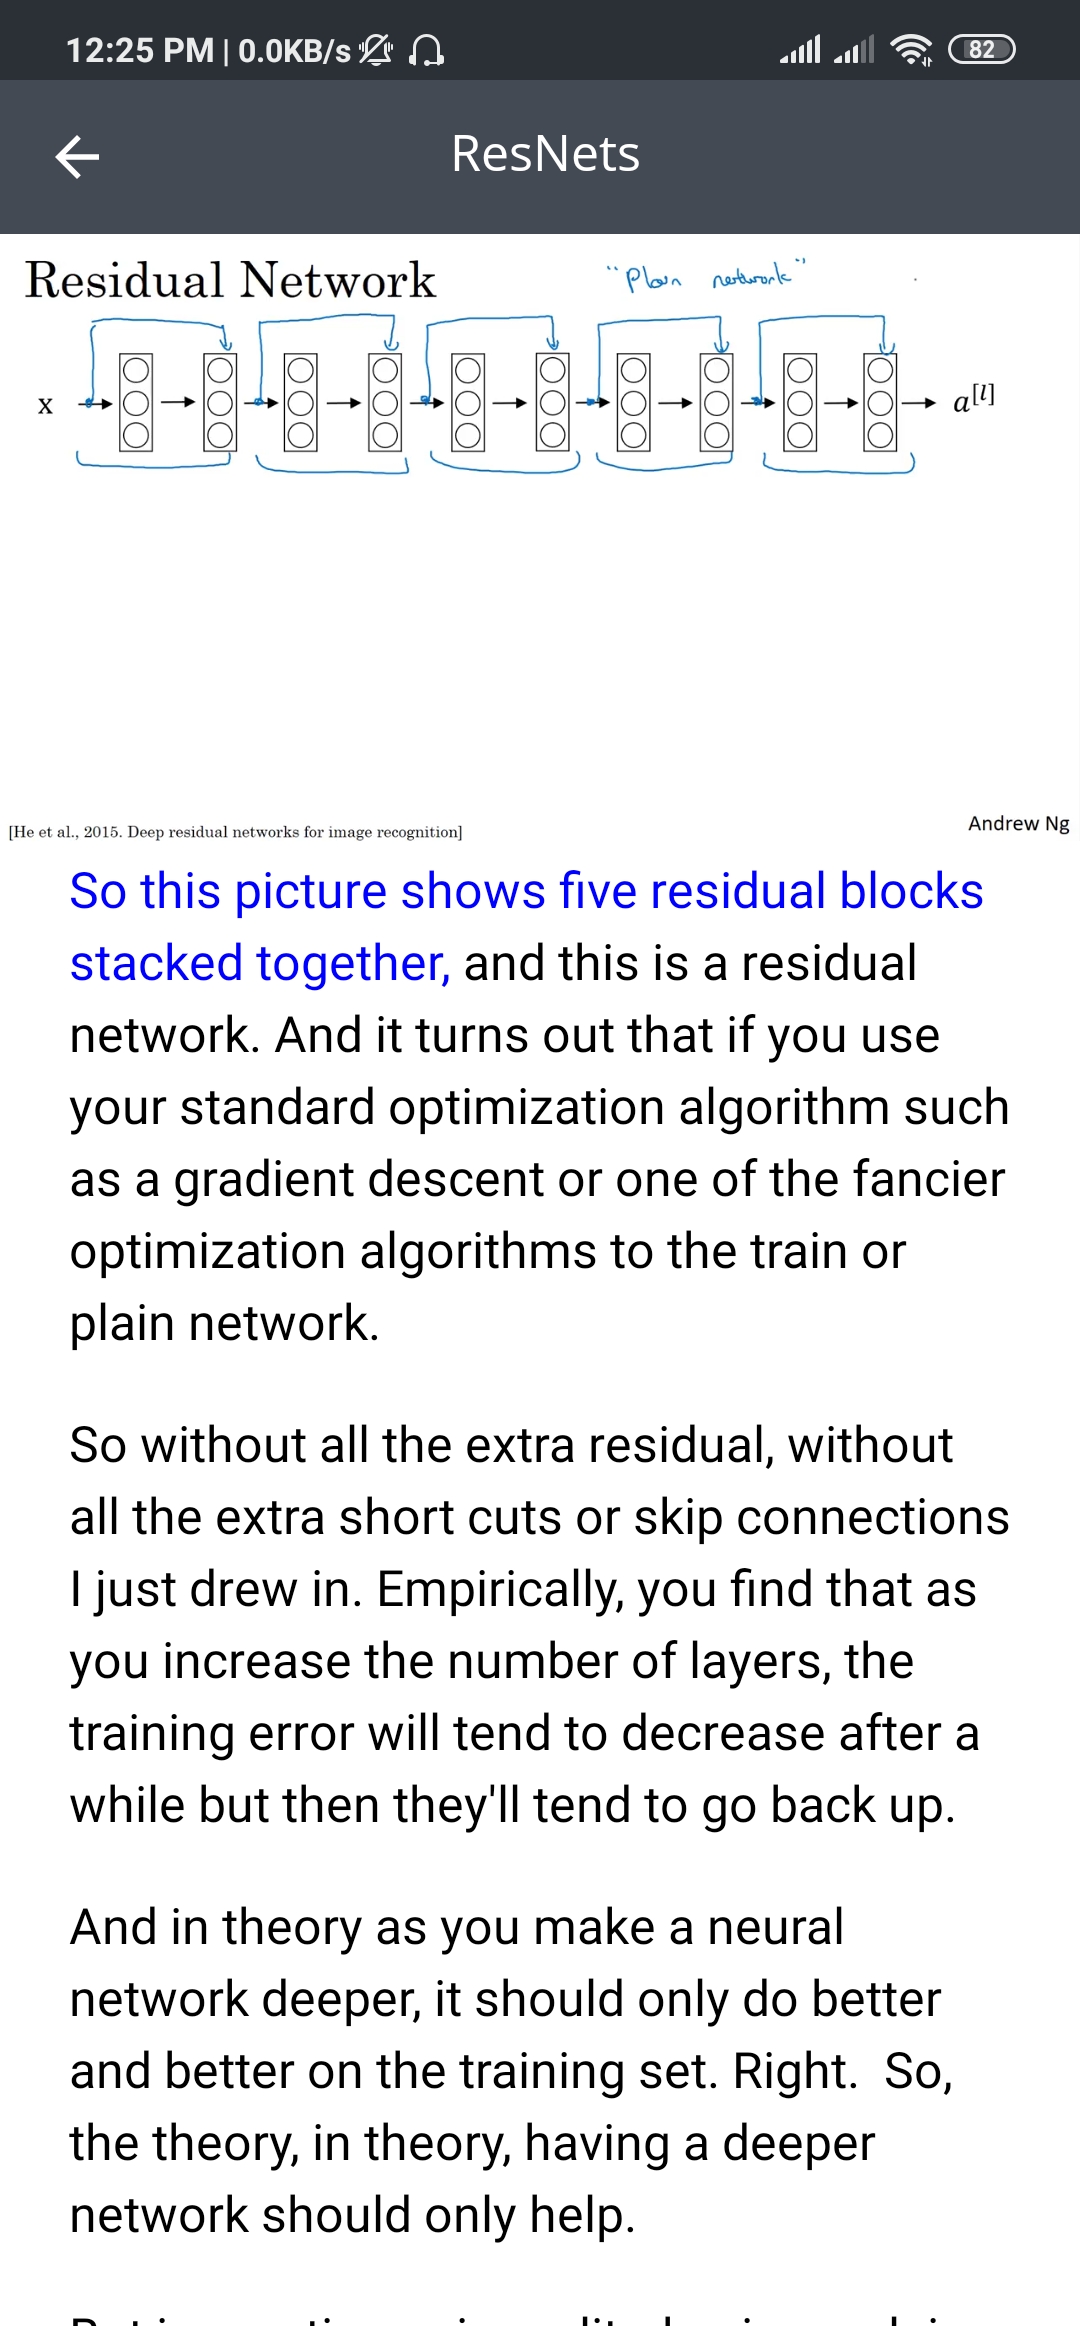 12:25 PM | 0.0KB/s
82
ResNets
Residual Network
"Plain network"
x
a[l]
[He et al., 2015. Deep residual networks for image recognition]
Andrew Ng
So this picture shows five residual blocks
stacked together, and this is a residual
network. And it turns out that if you use
your standard optimization algorithm such
as a gradient descent or one of the fancier
optimization algorithms to the train or
plain network.
So without all the extra residual, without
all the extra short cuts or skip connections
I just drew in. Empirically, you find that as
you increase the number of layers, the
training error will tend to decrease after a
while but then they'll tend to go back up.
And in theory as you make a neural
network deeper, it should only do better
and better on the training set. Right.  So,
the theory, in theory, having a deeper
network should only help.